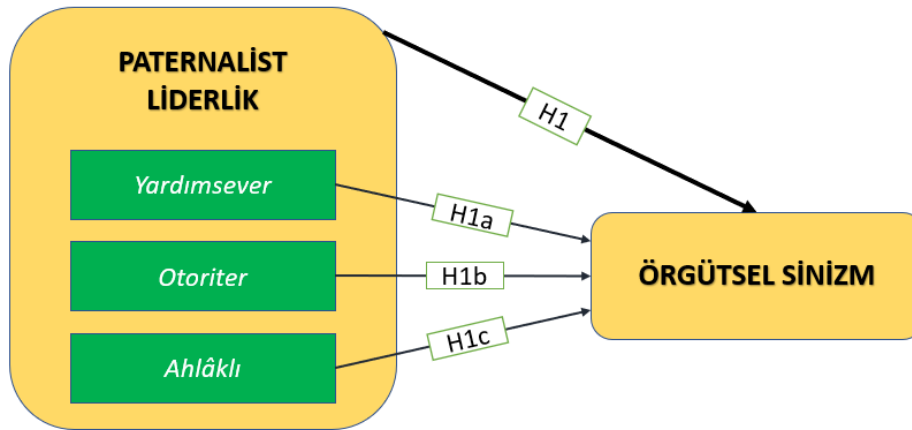 PATERNALİST
LİDERLİK
H1
Yardımsever
H1a
Otoriter
H1b
ÖRGÜTSEL SİNİZM
Ahlâklı
H1c